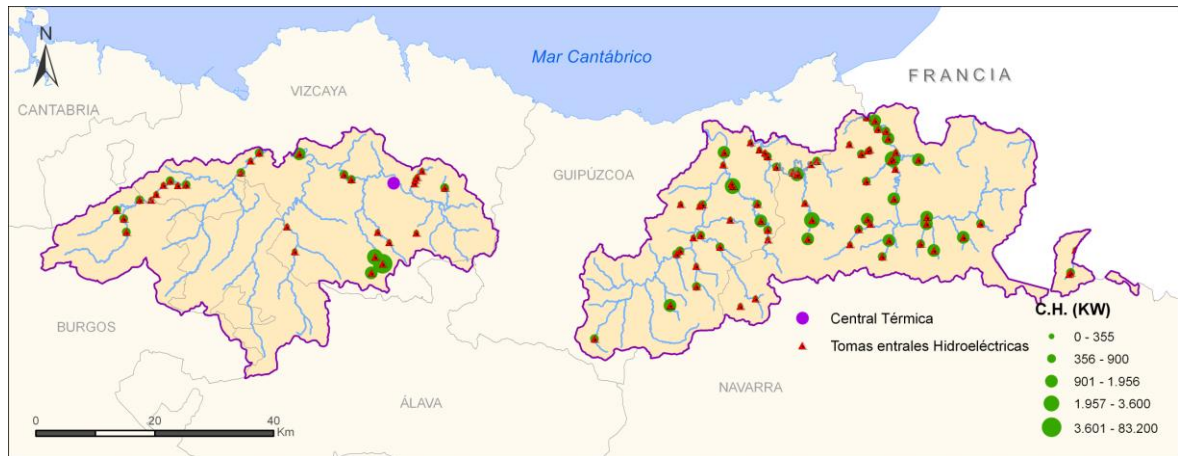 N
Mar Cantábrico
FRANCIA
CANTABRIA
VIZCAYA
GUIPÚZCOA
BURGOS
ÁLAVA
NAVARRA
Central Térmica
Tomas entrales Hidroeléctricas
C.H. (KW)
0 - 355
356 - 900
901 - 1.956
1.957 - 3.600
3.601 - 83.200
0 20 40
Km